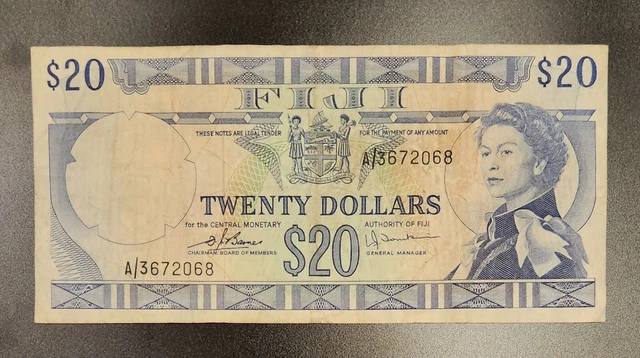 $20
$20
FIJI
THESE NOTES ARE LEGAL TENDER
FOR THE PAYMENT OF ANY AMOUNT
A/3672068
TWENTY DOLLARS
for the CENTRAL MONETARY
AUTHORITY OF FIJI
$20
CHAIRMAN, BOARD OF MEMBERS
GENERAL MANAGER
A/3672068